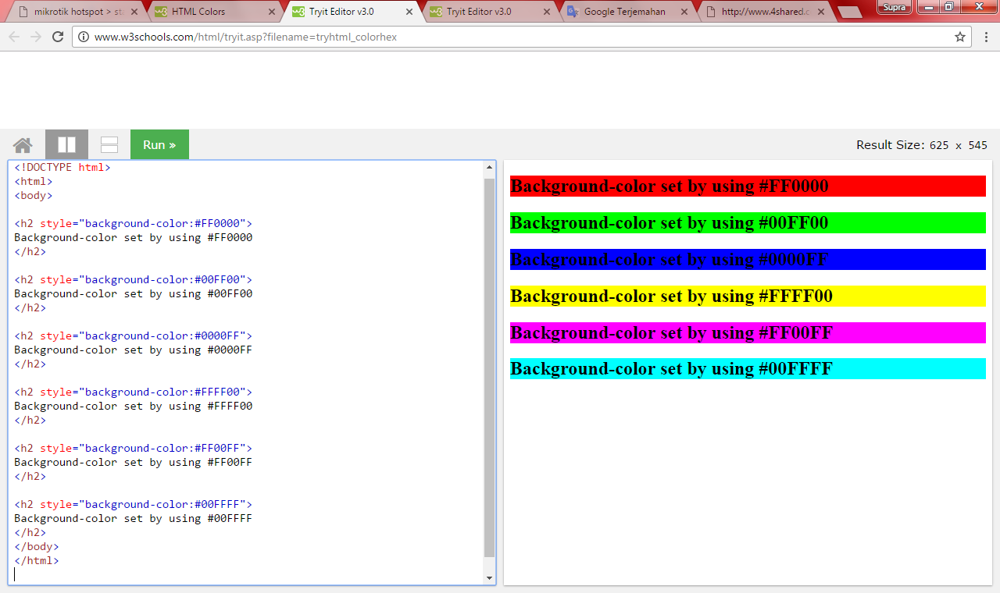 mikrotik hotspot > sta
HTML Colors
Tryit Editor v3.0
Tryit Editor v3.0
Google Terjemahan
http://www.4shared.c
Supra
www.w3schools.com/html/tryit.asp?filename=tryhtml_colorhex
Run »
Result Size: 625 x 545
<!DOCTYPE html>
<html>
<body>
<h2 style="background-color:#FF0000">
Background-color set by using #FF0000
</h2>
<h2 style="background-color:#00FF00">
Background-color set by using #00FF00
</h2>
<h2 style="background-color:#0000FF">
Background-color set by using #0000FF
</h2>
<h2 style="background-color:#FFFF00">
Background-color set by using #FFFF00
</h2>
<h2 style="background-color:#FF00FF">
Background-color set by using #FF00FF
</h2>
<h2 style="background-color:#00FFFF">
Background-color set by using #00FFFF
</h2>
</body>
</html>
Background-color set by using #FF0000
Background-color set by using #00FF00
Background-color set by using #0000FF
Background-color set by using #FFFF00
Background-color set by using #FF00FF
Background-color set by using #00FFFF